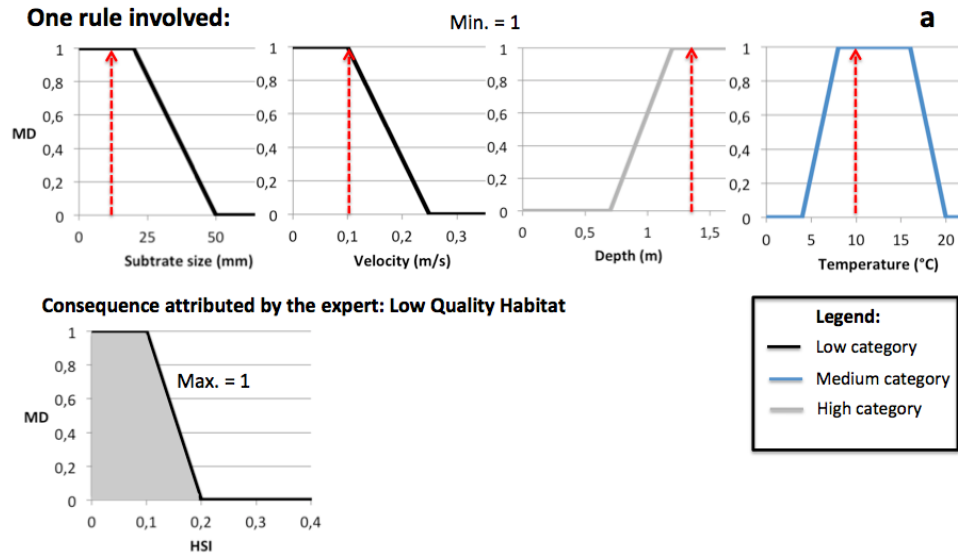 One rule involved:
Min. = 1
a
MD
1
0,8
0,6
0,4
0,2
0
0 25 50
Subtrate size (mm)
1
0,8
0,6
0,4
0,2
0
0 0,1 0,2 0,3
Velocity (m/s)
1
0,8
0,6
0,4
0,2
0
0 0,5 1 1,5
Depth (m)
1
0,8
0,6
0,4
0,2
0
0 5 10 15 20
Temperature (°C)
Consequence attributed by the expert: Low Quality Habitat
MD
1
0,8
0,6
0,4
0,2
0
Max. = 1
0 0,1 0,2 0,3 0,4
HSI
Legend:
Low category
Medium category
High category